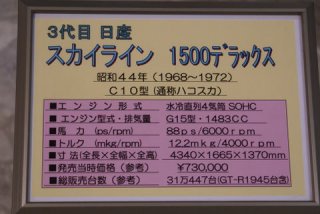 3代目 日産
スカイライン 1500デラックス
昭和44年（1968～1972）
C10型（通称ハコスカ）
■エンジン形式 水冷直列4気筒 SOHC
■エンジン型式・排気量 G15型・1483CC
■馬力 (ps/rpm) 88ps/6000rpm
■トルク (mkg/rpm) 12.2mkg/4000rpm
■寸法(全長×全幅×全高) 4340×1665×1370mm
■発売当時価格（参考） ¥730,000
■総販売台数（参考） 31万447台(GT-R1945台含)